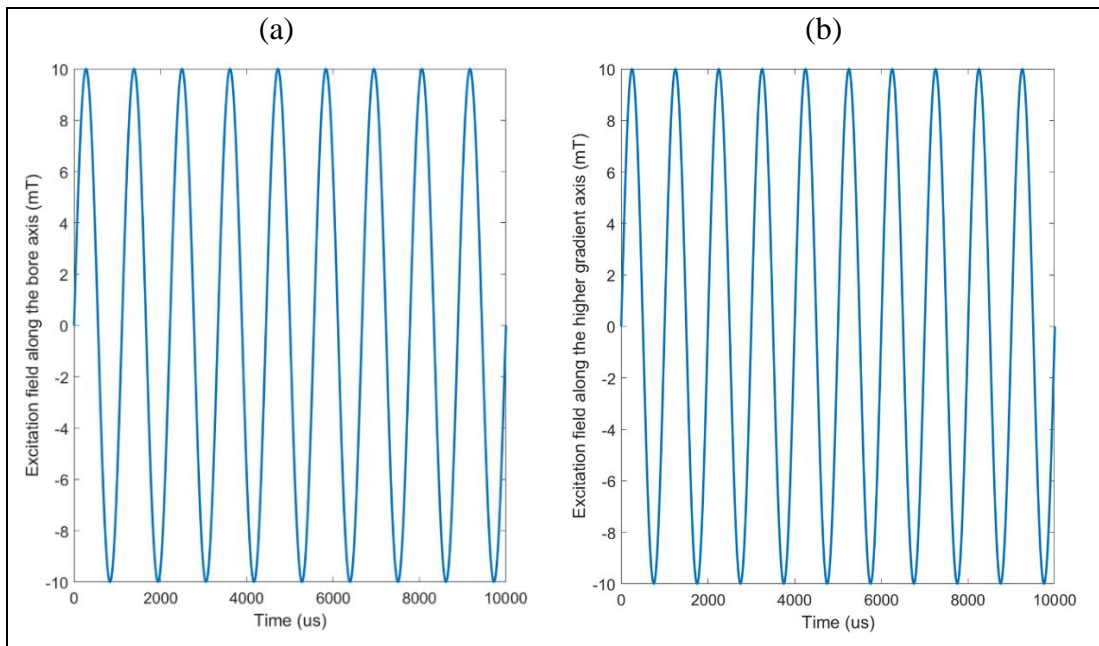 (a)
(b)
10
8
6
4
2
0
-2
-4
-6
-8
-10
Excitation field along the bore axis (mT)
0 2000 4000 6000 8000 10000
Time (us)
10
8
6
4
2
0
-2
-4
-6
-8
-10
Excitation field along the higher gradient axis (mT)
0 2000 4000 6000 8000 10000
Time (us)